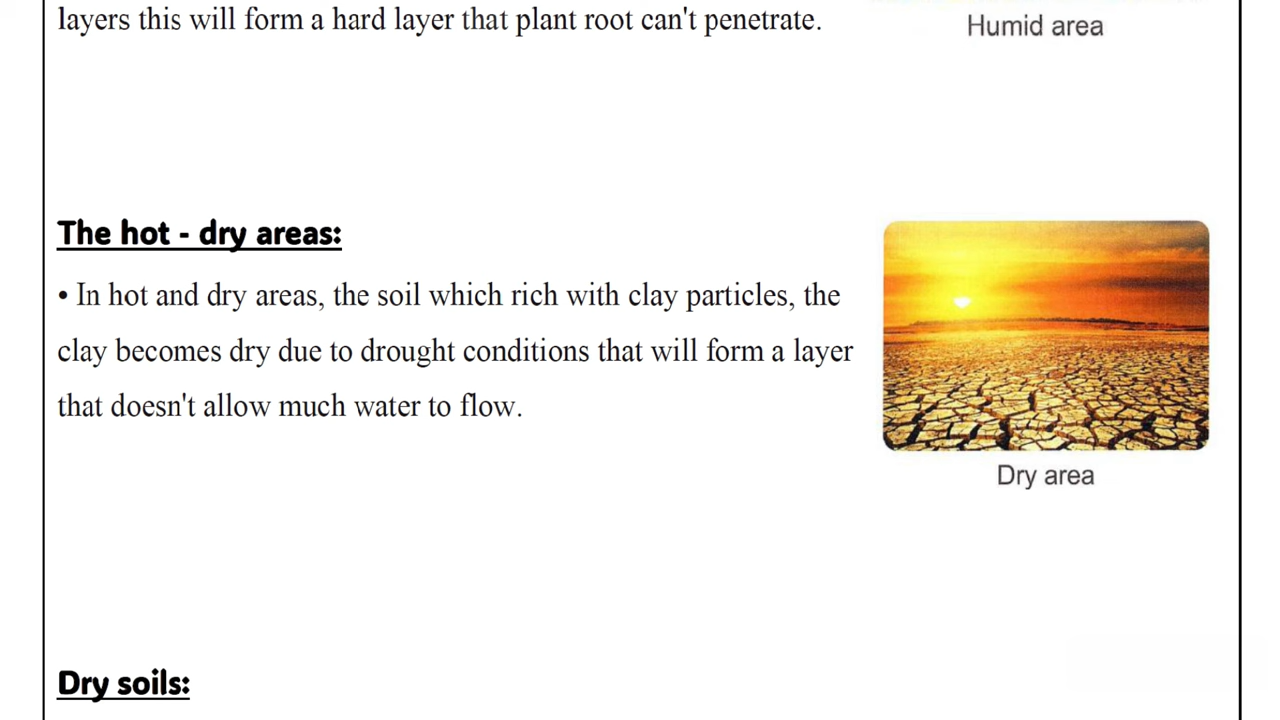 layers this will form a hard layer that plant root can't penetrate.
Humid area
The hot - dry areas:
• In hot and dry areas, the soil which rich with clay particles, the
clay becomes dry due to drought conditions that will form a layer
that doesn't allow much water to flow.
Dry area
Dry soils: